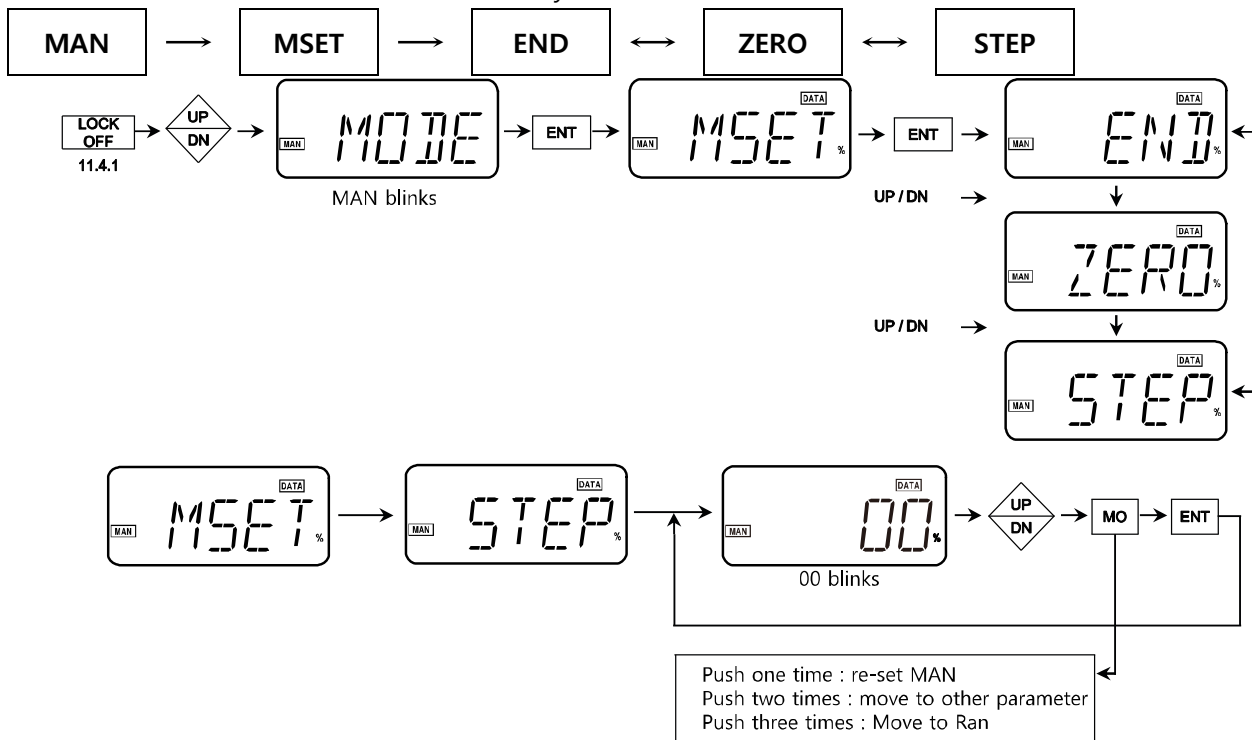 MAN → MSET → END ↔ ZERO ↔ STEP
LOCK
OFF
11.4.1
UP
DN
MAN
MODE
MAN blinks
ENT
DATA
MAN
MSET
%
ENT
DATA
MAN
END
%
UP / DN
DATA
MAN
ZERO
%
UP / DN
DATA
MAN
STEP
%
DATA
MAN
MSET
%
DATA
MAN
STEP
%
DATA
MAN
00
%
00 blinks
UP
DN
MO
ENT
Push one time : re-set MAN
Push two times : move to other parameter
Push three times : Move to Ran